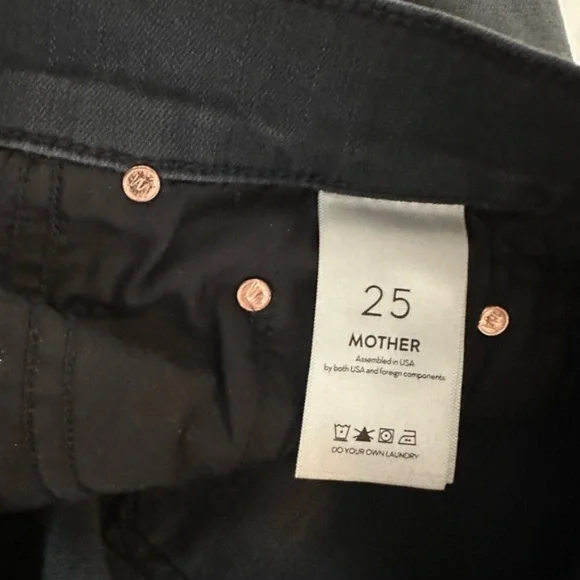 25
MOTHER
Assembled in USA
by both USA and foreign components
DO YOUR OWN LAUNDRY